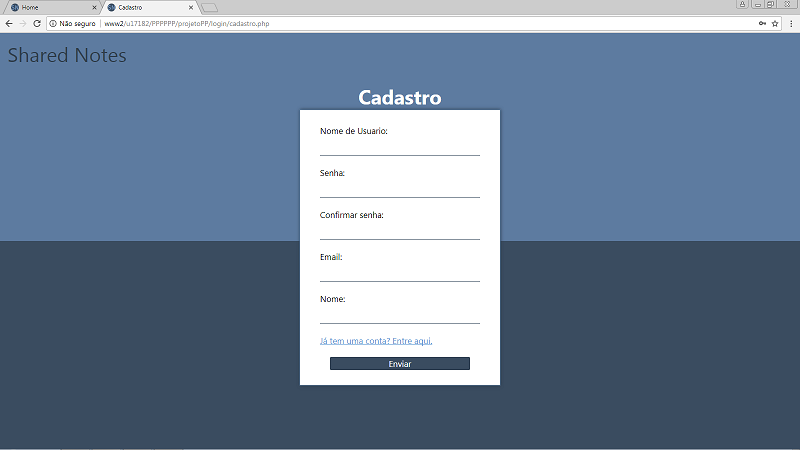 Home
Cadastro
Não seguro
www2/u17182/PPPPPP/projetoPP/login/cadastro.php
Shared Notes
Cadastro
Nome de Usuario:
Senha:
Confirmar senha:
Email:
Nome:
Já tem uma conta? Entre aqui.
Enviar